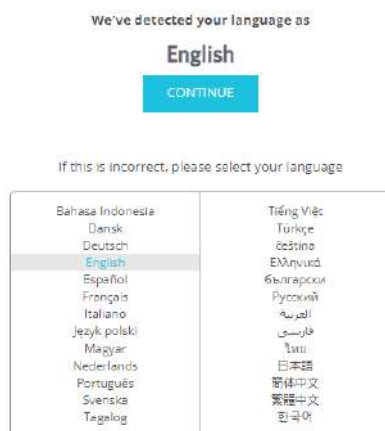 We've detected your language as
English
CONTINUE
If this is incorrect, please select your language
Bahasa Indonesia
Dansk
Deutsch
English
Español
Français
Italiano
Język polski
Magyar
Nederlands
Português
Svenska
Tagalog
Tiếng Việt
Türkçe
čeština
Ελληνικά
български
Русский
العربية
فارسی
ไทย
日本語
简体中文
繁體中文
한국어